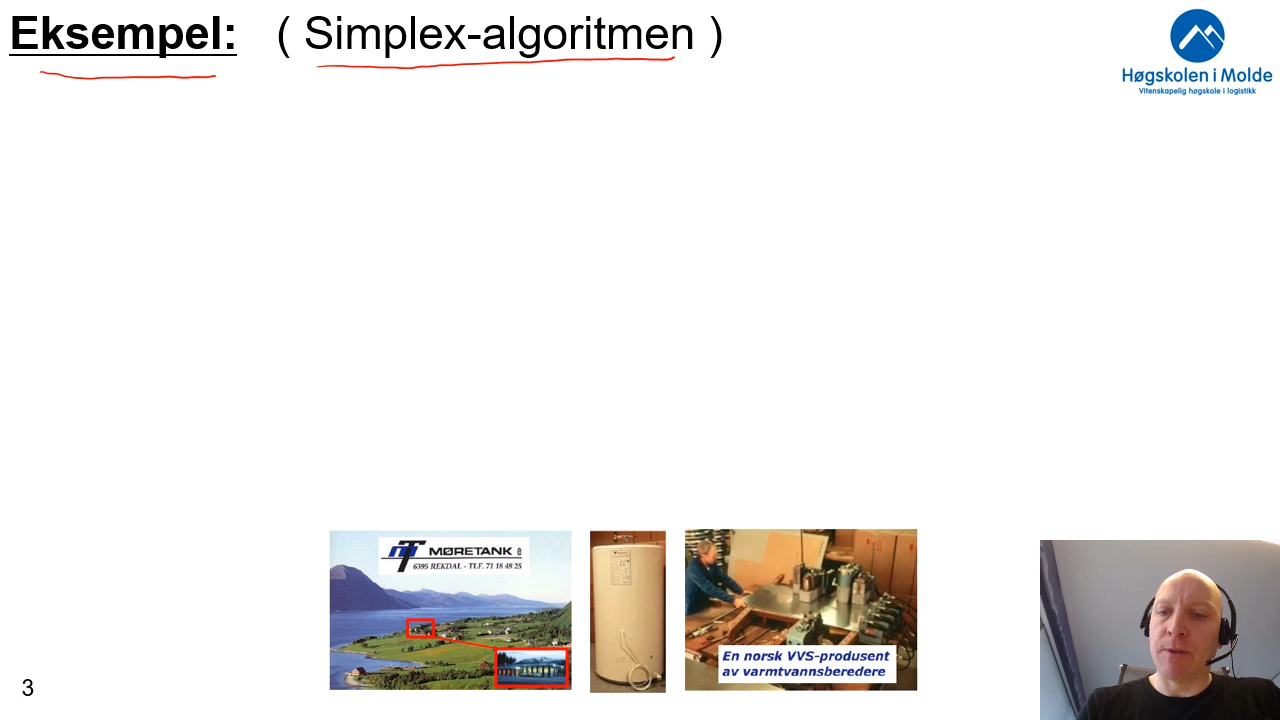 Eksempel: ( Simplex-algoritmen )
Høgskolen i Molde
Vitenskapelig høgskole i logistikk
MØRETANK
6395 REKDAL - TLF. 71 18 48 25
En norsk VVS-produsent
av varmtvannsberedere
3